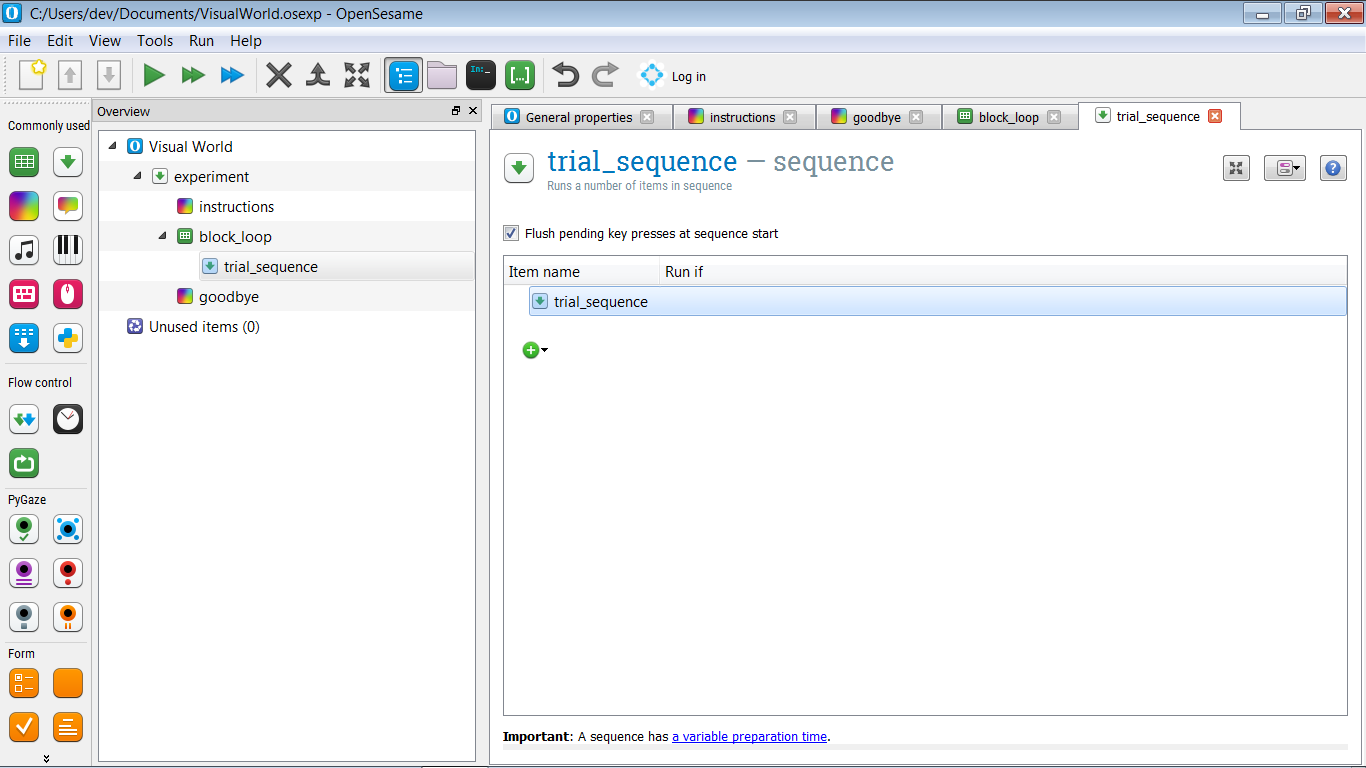 C:/Users/dev/Documents/VisualWorld.osexp - OpenSesame
File Edit View Tools Run Help
In:_
[...]
Log in
Commonly used
Flow control
PyGaze
Form
Overview
Visual World
experiment
instructions
block_loop
trial_sequence
goodbye
Unused items (0)
General properties
instructions
goodbye
block_loop
trial_sequence
trial_sequence — sequence
Runs a number of items in sequence
Flush pending key presses at sequence start
Item name Run if
trial_sequence
Important: A sequence has a variable preparation time.